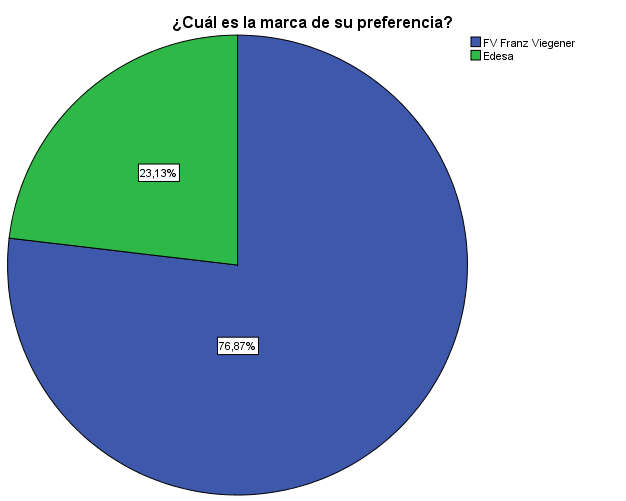 ¿Cuál es la marca de su preferencia?
FV Franz Viegener
Edesa
23,13%
76,87%